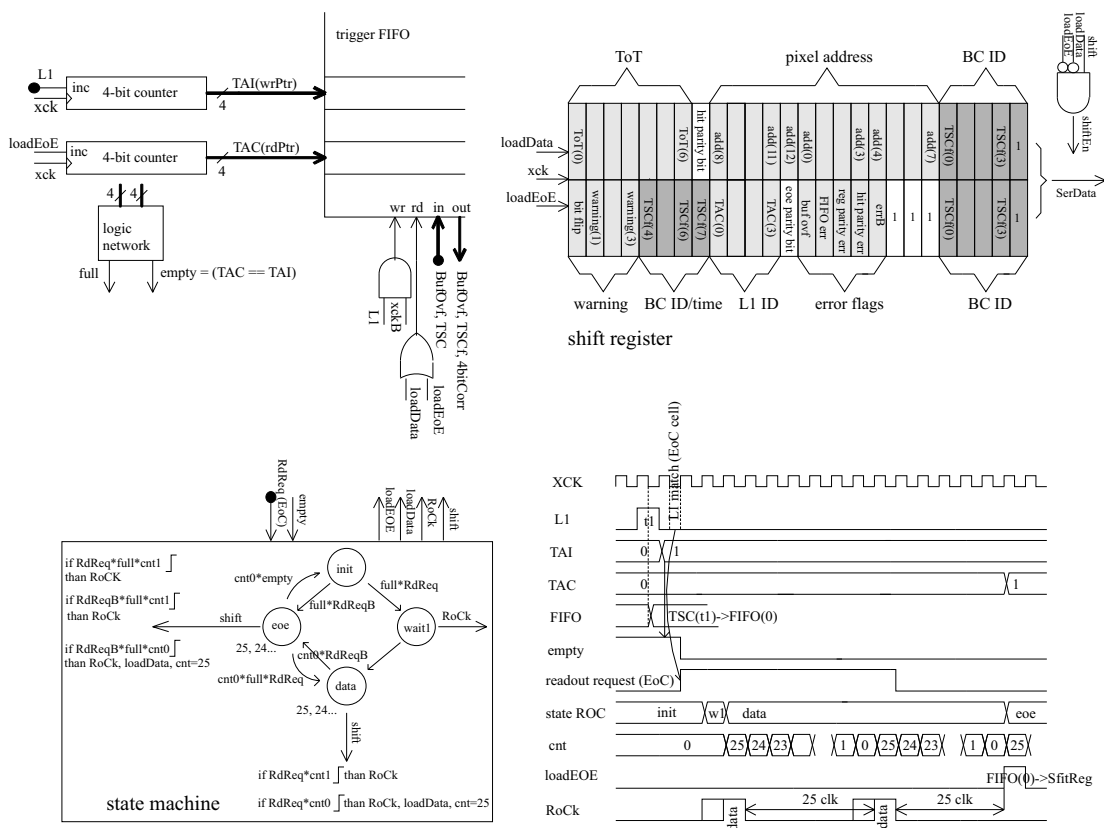 trigger FIFO
L1
inc
4-bit counter
TAI(wrPtr)
4
xck
loadEoE
inc
4-bit counter
TAC(rdPtr)
4
xck
4
4
logic
network
full
empty = (TAC == TAI)
wr rd in out
L1
xckB
BufOvf, TSC
BufOvf, TSCf, 4bitCorr
loadData
loadEoE
ToT
pixel address
BC ID
loadEoE
loadData
shift
shiftEn
loadData
xck
loadEoE
SerData
ToT(0)
ToT(6)
hit parity bit
add(8)
add(11)
add(12)
add(0)
add(3)
add(4)
add(7)
TSCf(0)
TSCf(3)
1
bit flip
warning(1)
warning(3)
TSCf(4)
TSCf(6)
TSCf(7)
TAC(0)
TAC(3)
eoe parity bit
buf ovf
FIFO err
reg parity err
hit parity err
errB
1
1
1
TSCf(0)
TSCf(3)
1
warning
BC ID/time
L1 ID
error flags
BC ID
shift register
RdReq (EoC)
empty
loadEOE
loadData
RoCk
shift
if RdReq*full*cnt1
than RoCK
if RdReqB*full*cnt1
than RoCk
if RdReqB*full*cnt0
than RoCk, loadData, cnt=25
init
cnt0*empty
full*RdReq
full*RdReqB
shift
eoe
wait1
RoCk
25, 24...
cnt0*RdReqB
cnt0*full*RdReq
data
25, 24...
shift
if RdReq*cnt1
than RoCk
if RdReq*cnt0
than RoCk, loadData, cnt=25
state machine
L1 match (EoC cell)
XCK
L1
t1
TAI
0
1
TAC
0
1
FIFO
TSC(t1)->FIFO(0)
empty
readout request (EoC)
state ROC
init
w1
data
eoe
cnt
0
25
24
23
1
0
25
24
23
1
0
25
loadEOE
FIFO(0)->SfitReg
RoCk
data
25 clk
data
25 clk